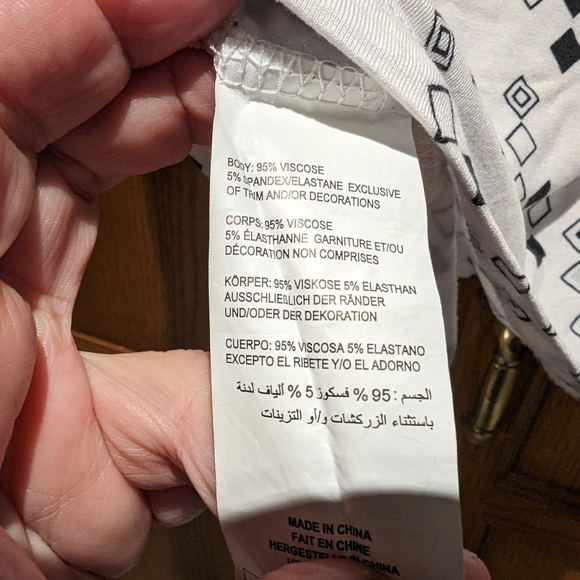 BODY: 95% VISCOSE
5% SPANDEX/ELASTANE EXCLUSIVE
OF TRIM AND/OR DECORATIONS
CORPS: 95% VISCOSE
5% ÉLASTHANNE GARNITURE ET/OU
DÉCORATION NON COMPRISES
KÖRPER: 95% VISKOSE 5% ELASTHAN
AUSSCHLIEßLICH DER RÄNDER
UND/ODER DER DEKORATION
CUERPO: 95% VISCOSA 5% ELASTANO
EXCEPTO EL RIBETE Y/O EL ADORNO
الجسم : 95 % فسكوز 5 % ألياف لدنة
باستثناء الزركشات و/أو التزينات
MADE IN CHINA
FAIT EN CHINE
HERGESTELLT CHINA